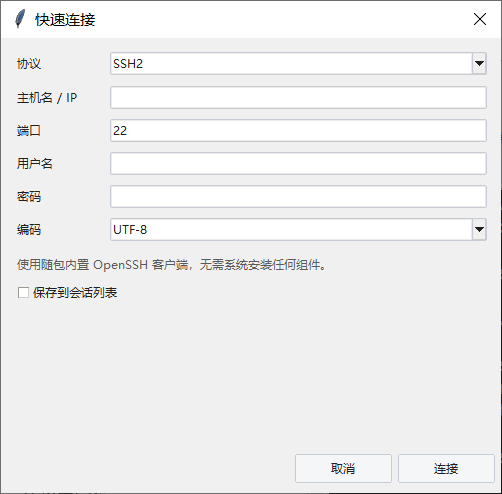 快速连接
协议 SSH2
主机名 / IP
端口 22
用户名
密码
编码 UTF-8
使用随包内置 OpenSSH 客户端，无需系统安装任何组件。
保存到会话列表
取消 连接